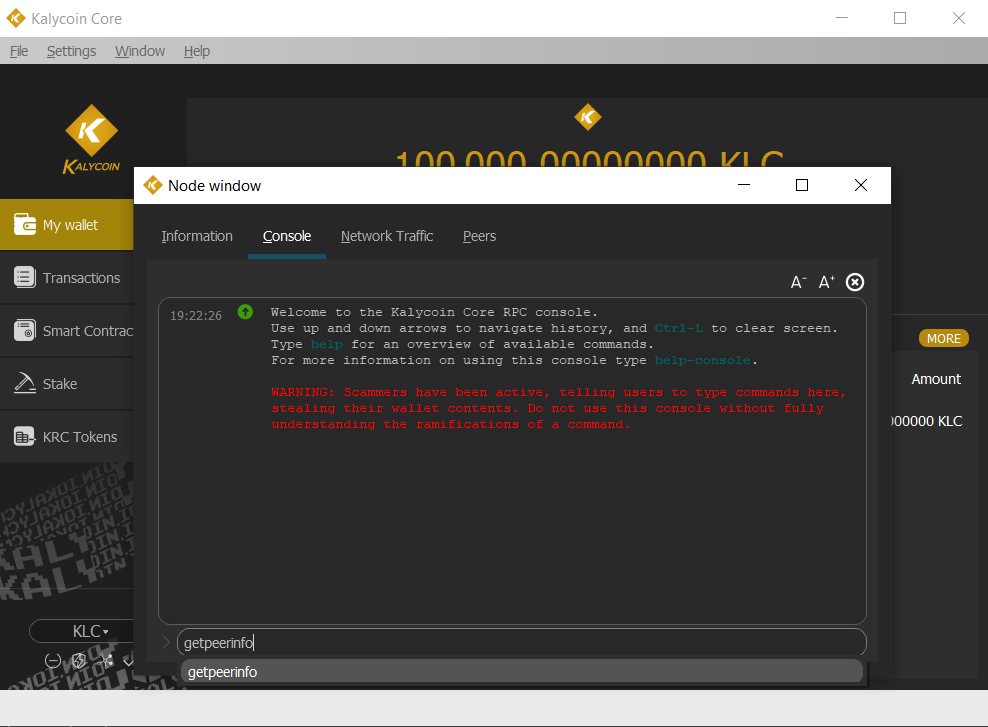 Kalycoin Core
File Settings Window Help
KALYCOIN
100,000.00000000 KLC
My wallet
Transactions
Smart Contrac
Stake
KRC Tokens
KLC
MORE
Amount
000000 KLC
Node window
Information Console Network Traffic Peers
A- A+
19:22:26
Welcome to the Kalycoin Core RPC console.
Use up and down arrows to navigate history, and Ctrl-L to clear screen.
Type help for an overview of available commands.
For more information on using this console type help-console.
WARNING: Scammers have been active, telling users to type commands here,
stealing their wallet contents. Do not use this console without fully
understanding the ramifications of a command.
getpeerinfo
getpeerinfo